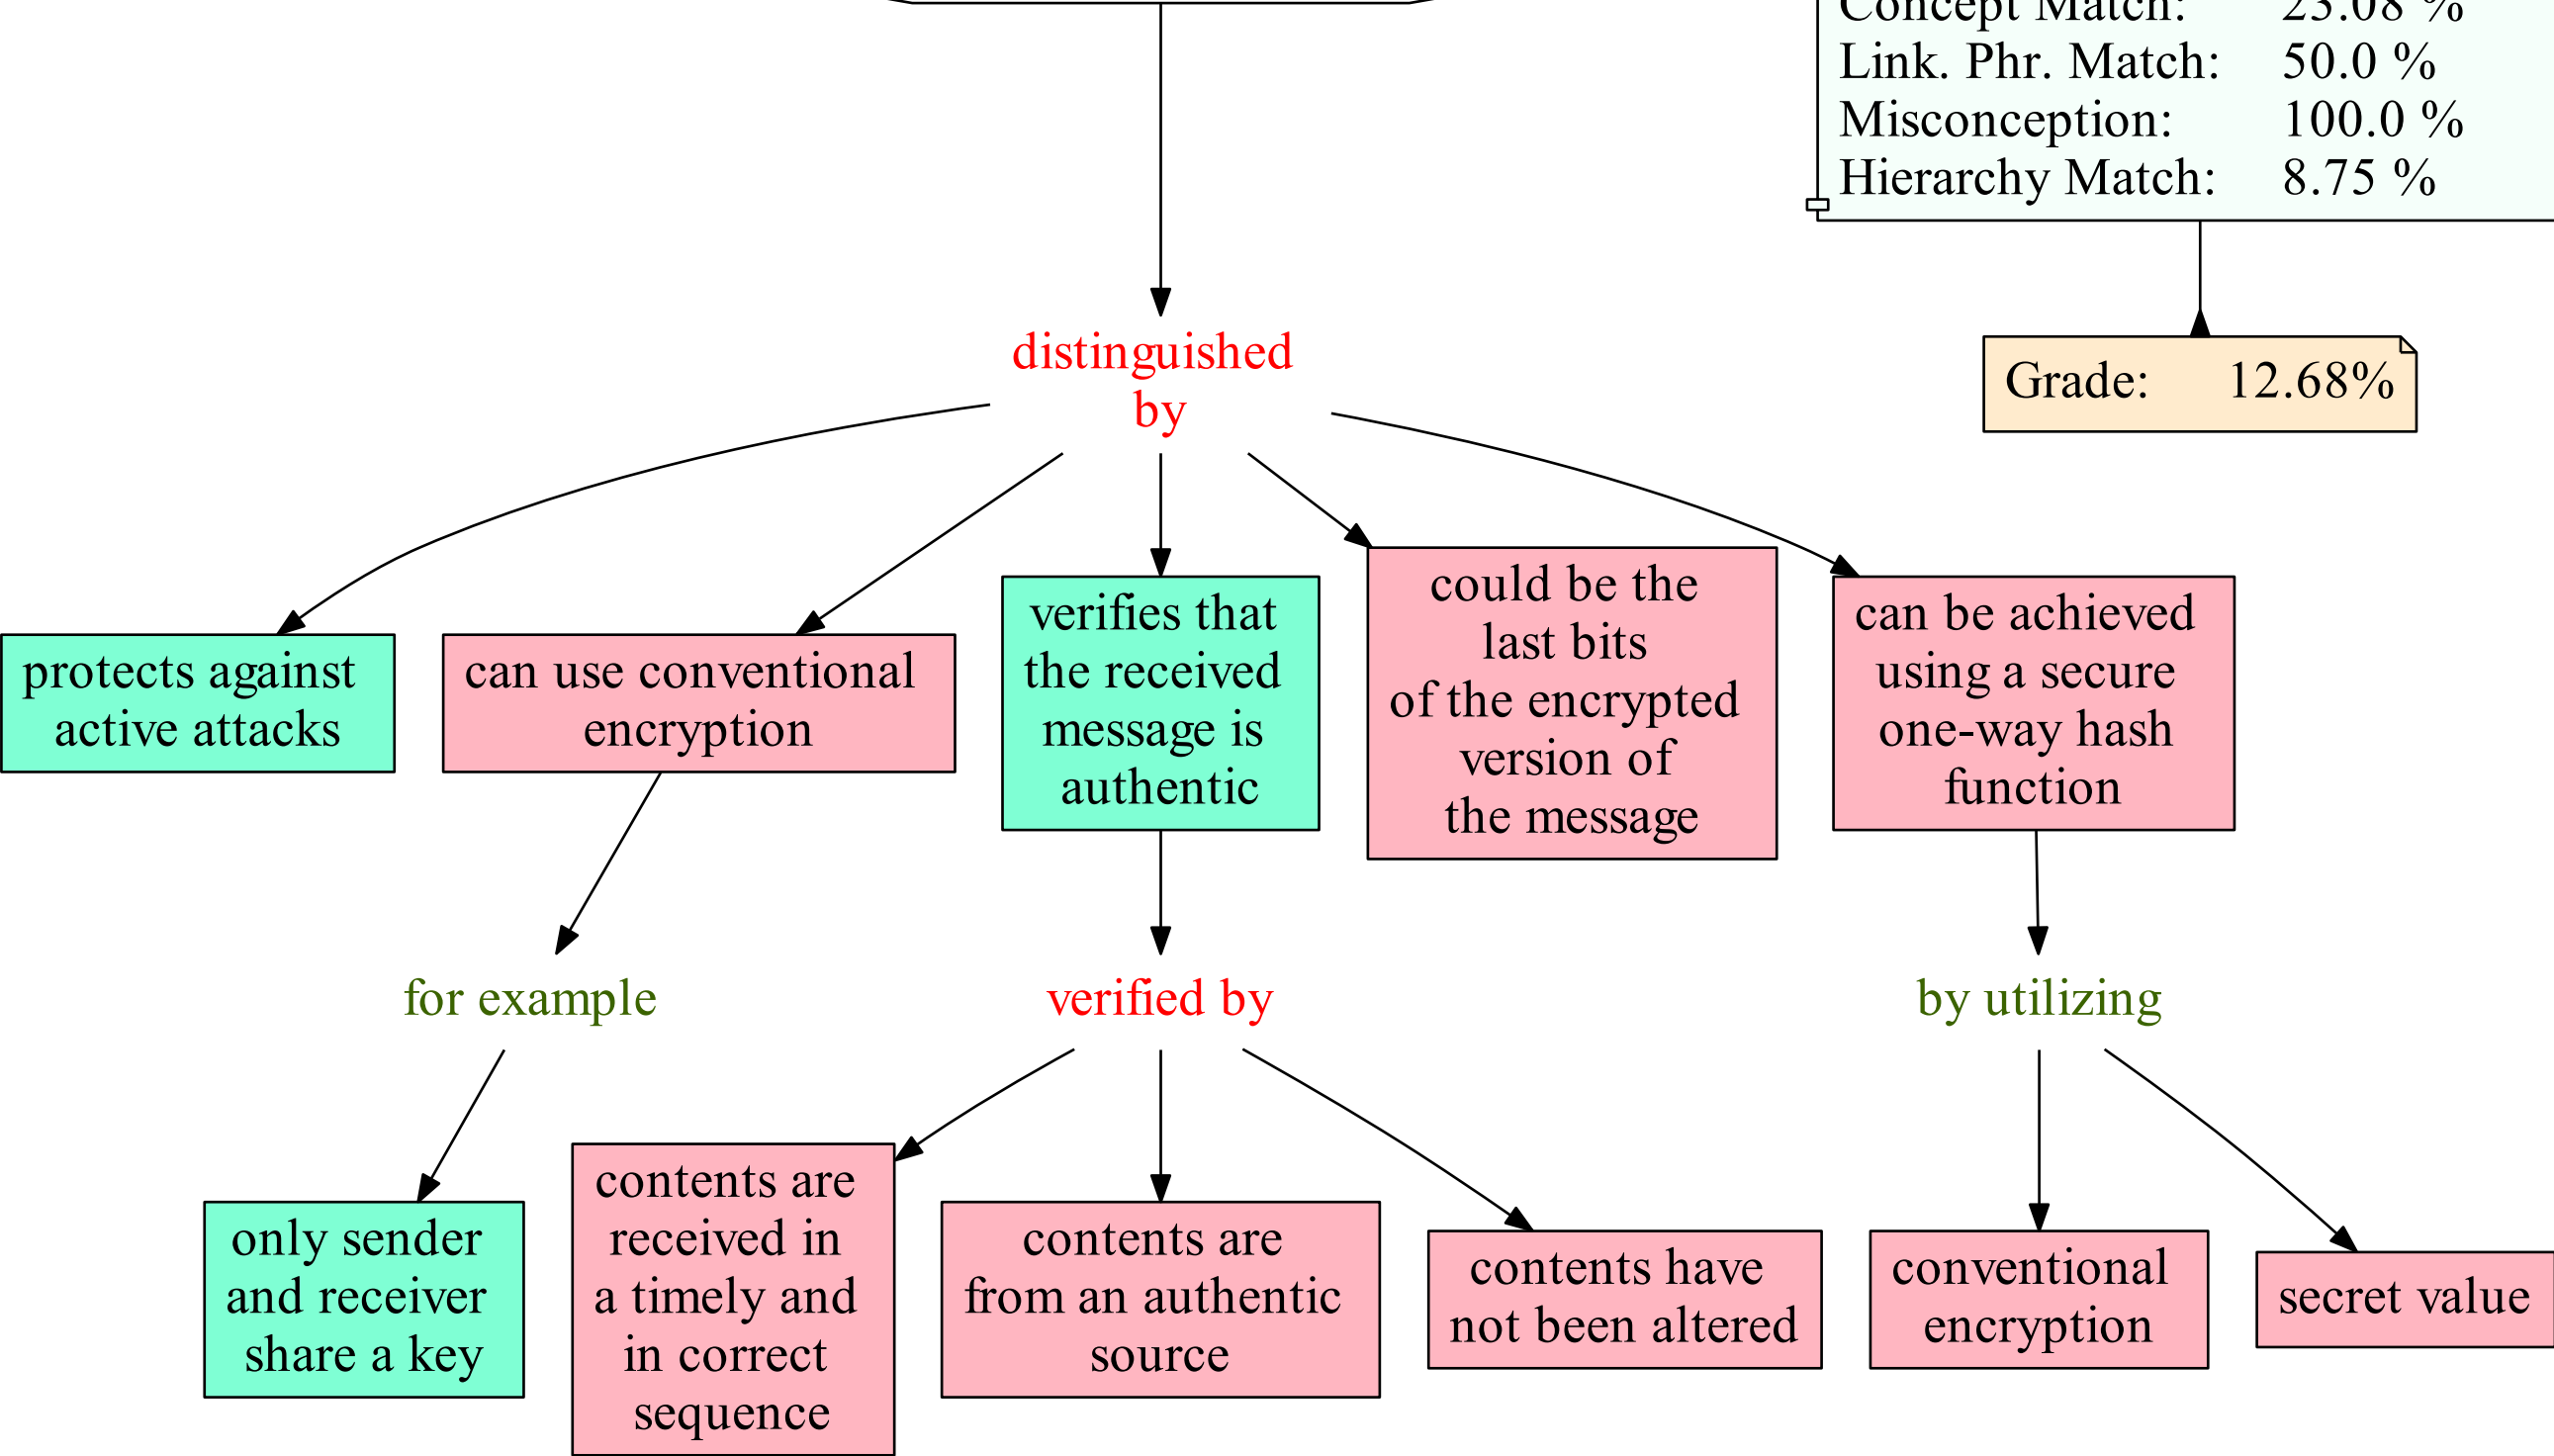 Concept Match: 23.08 %
Link. Phr. Match: 50.0 %
Misconception: 100.0 %
Hierarchy Match: 8.75 %
Grade: 12.68%
distinguished
by
protects against
active attacks
can use conventional
encryption
verifies that
the received
message is
authentic
could be the
last bits
of the encrypted
version of
the message
can be achieved
using a secure
one-way hash
function
for example
verified by
by utilizing
only sender
and receiver
share a key
contents are
received in
a timely and
in correct
sequence
contents are
from an authentic
source
contents have
not been altered
conventional
encryption
secret value